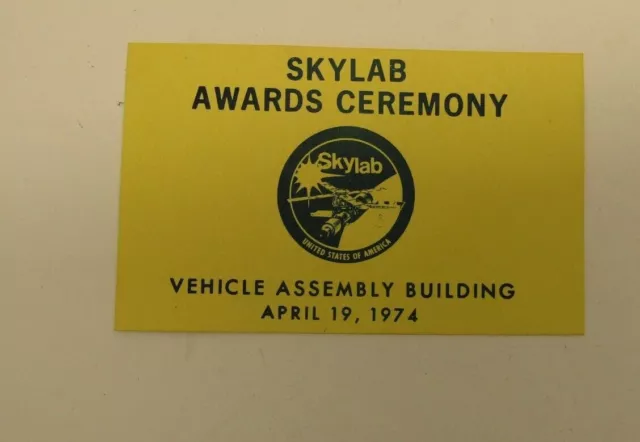 SKYLAB
AWARDS CEREMONY
Skylab
UNITED STATES OF AMERICA
VEHICLE ASSEMBLY BUILDING
APRIL 19, 1974